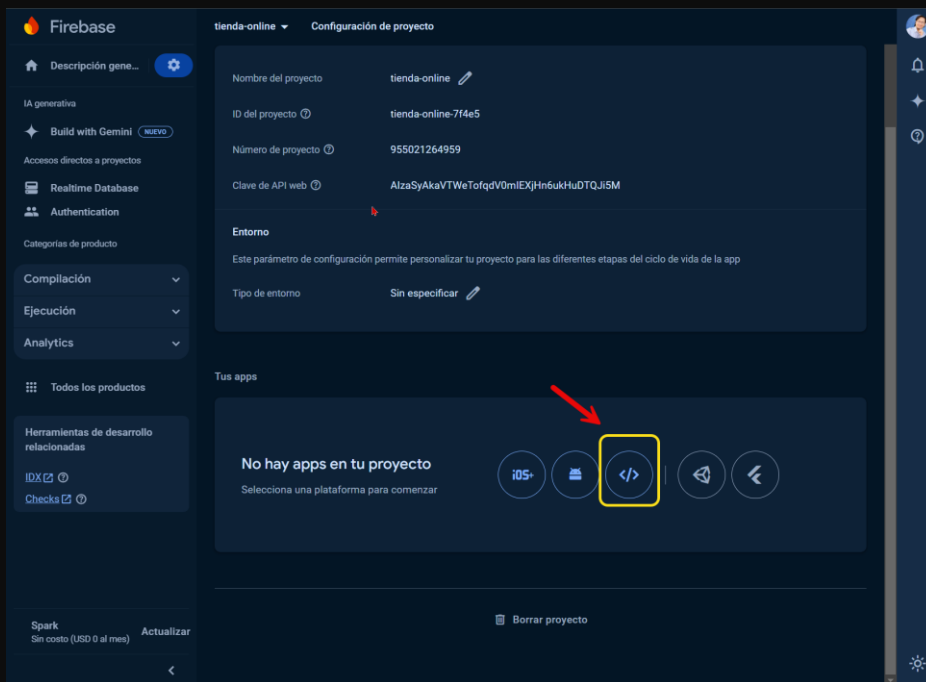 Firebase
tienda-online
Configuración de proyecto
Descripción gene...
IA generativa
Build with Gemini NUEVO
Accesos directos a proyectos
Realtime Database
Authentication
Categorías de producto
Compilación
Ejecución
Analytics
Todos los productos
Herramientas de desarrollo
relacionadas
IDX
Checks
Spark
Sin costo (USD 0 al mes)
Actualizar
Nombre del proyecto
tienda-online
ID del proyecto
tienda-online-7f4e5
Número de proyecto
955021264959
Clave de API web
AIzaSyAkaVTWeTofqdV0mlEXjHn6ukHuDTQJi5M
Entorno
Este parámetro de configuración permite personalizar tu proyecto para las diferentes etapas del ciclo de vida de la app
Tipo de entorno
Sin especificar
Tus apps
No hay apps en tu proyecto
Selecciona una plataforma para comenzar
iOS+
</>
Borrar proyecto